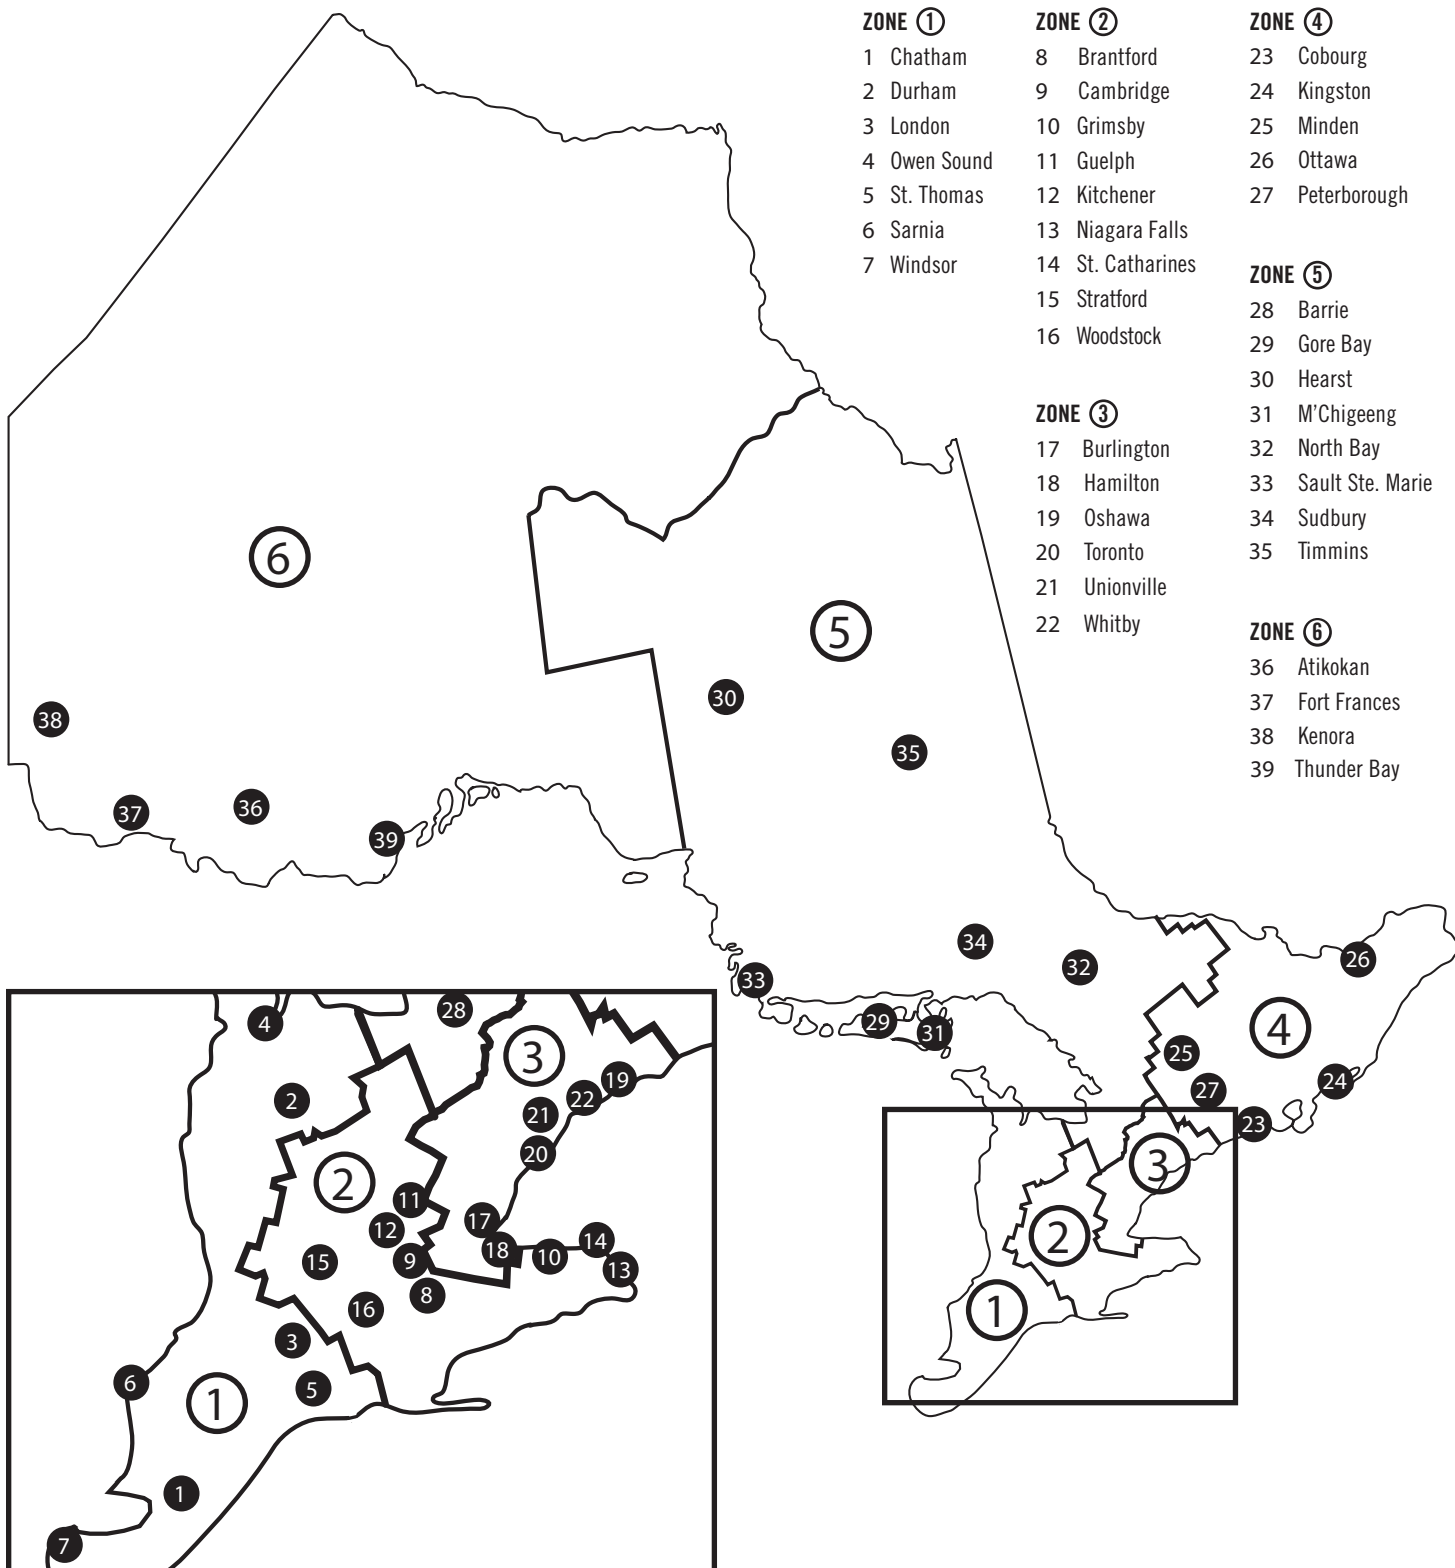 ZONE 1
1 Chatham
2 Durham
3 London
4 Owen Sound
5 St. Thomas
6 Sarnia
7 Windsor
ZONE 2
8 Brantford
9 Cambridge
10 Grimsby
11 Guelph
12 Kitchener
13 Niagara Falls
14 St. Catharines
15 Stratford
16 Woodstock
ZONE 3
17 Burlington
18 Hamilton
19 Oshawa
20 Toronto
21 Unionville
22 Whitby
ZONE 4
23 Cobourg
24 Kingston
25 Minden
26 Ottawa
27 Peterborough
ZONE 5
28 Barrie
29 Gore Bay
30 Hearst
31 M'Chigeeng
32 North Bay
33 Sault Ste. Marie
34 Sudbury
35 Timmins
ZONE 6
36 Atikokan
37 Fort Frances
38 Kenora
39 Thunder Bay
6
5
30
38
35
37
36
39
34
32
26
33
29
31
4
25
27
24
23
3
2
1
4
28
3
2
19
22
21
20
2
11
12
17
18
14
10
15
9
13
8
16
3
6
5
1
1
7